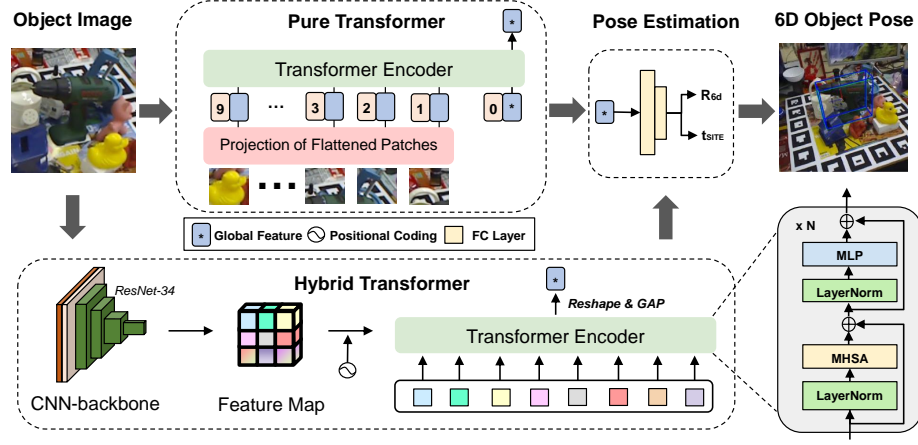 Object Image
Pure Transformer
Pose Estimation
6D Object Pose
*
Transformer Encoder
9 ... 3 2 1 0 *
Projection of Flattened Patches
* R6d
tSITE
* Global Feature Positional Coding FC Layer
Hybrid Transformer
ResNet-34
*
Reshape & GAP
Transformer Encoder
CNN-backbone
Feature Map
x N
MLP
LayerNorm
MHSA
LayerNorm